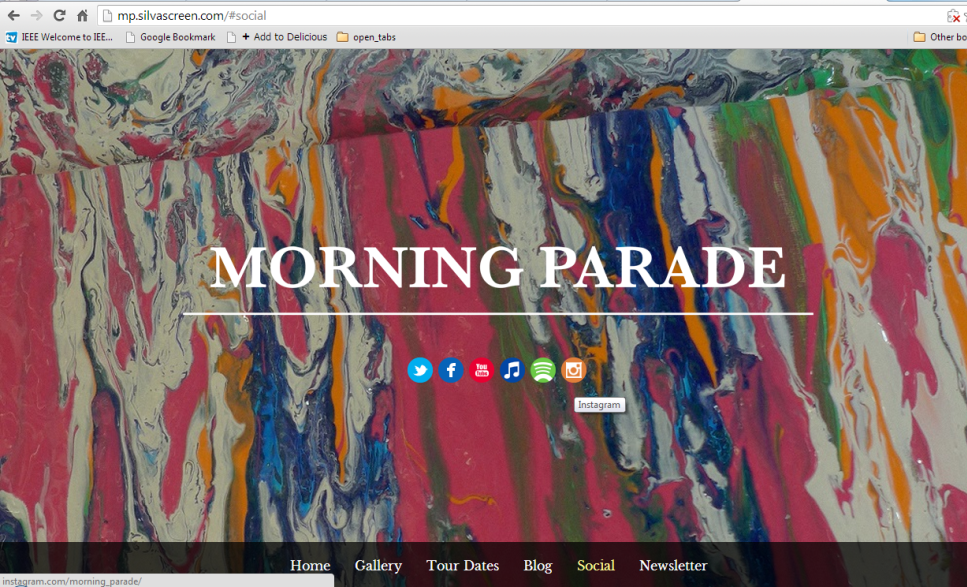 mp.silvascreen.com/#social
IEEE Welcome to IEE... Google Bookmark + Add to Delicious open_tabs Other bo
MORNING PARADE
You Tube
Instagram
Home Gallery Tour Dates Blog Social Newsletter
instagram.com/morning_parade/